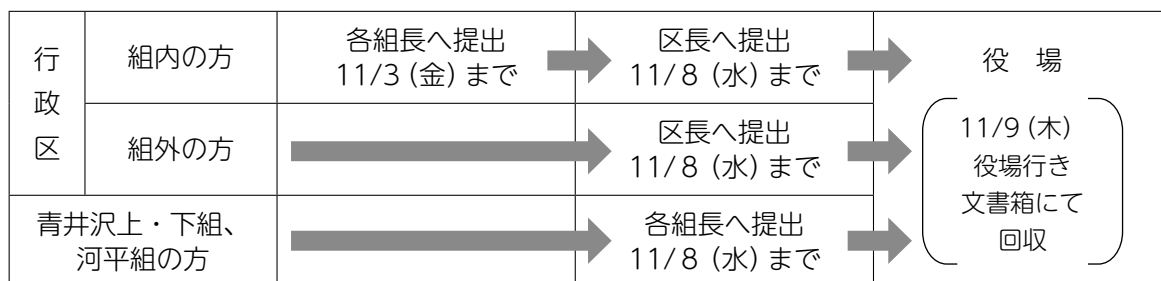 行政区
組内の方
各組長へ提出
11/3(金)まで
区長へ提出
11/8(水)まで
組外の方
区長へ提出
11/8(水)まで
青井沢上・下組、
河平組の方
各組長へ提出
11/8(水)まで
役　場
11/9(木)
役場行き
文書箱にて
回収